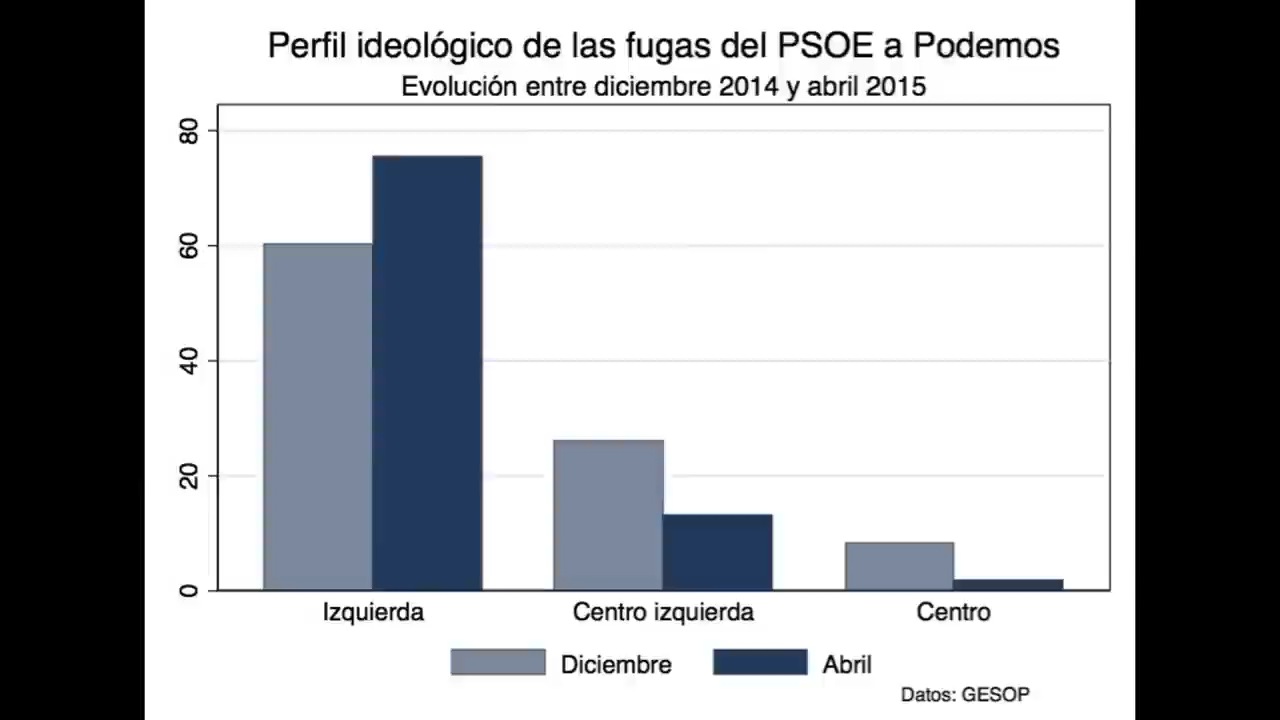 Perfil ideológico de las fugas del PSOE a Podemos
Evolución entre diciembre 2014 y abril 2015
80
60
40
20
0
Izquierda Centro izquierda Centro
Diciembre Abril
Datos: GESOP